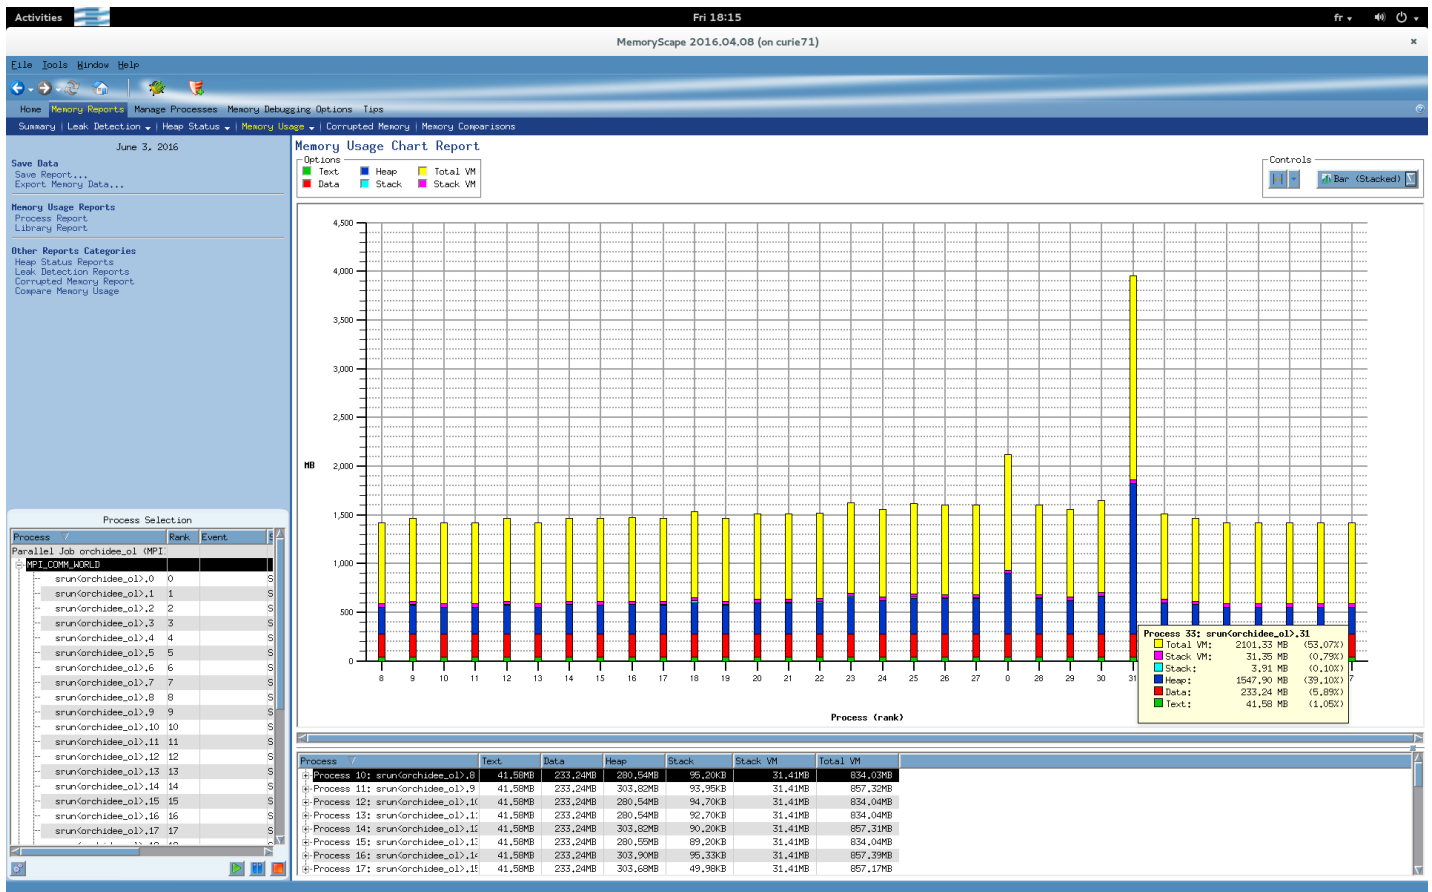 Activities
Fri 18:15
fr
MemoryScape 2016.04.08 (on curie71)
File Tools Window Help
Home Memory Reports Manage Processes Memory Debugging Options Tips
Summary | Leak Detection | Heap Status | Memory Usage | Corrupted Memory | Memory Comparisons
June 3, 2016
Save Data
Save Report...
Export Memory Data...
Memory Usage Reports
Process Report
Library Report
Other Reports Categories
Heap Status Reports
Leak Detection Reports
Corrupted Memory Report
Compare Memory Usage
Process Selection
Process Rank Event S
Parallel Job orchidee_ol (MPI
MPI_COMM_WORLD
srun<orchidee_ol>.0 0 S
srun<orchidee_ol>.1 1 S
srun<orchidee_ol>.2 2 S
srun<orchidee_ol>.3 3 S
srun<orchidee_ol>.4 4 S
srun<orchidee_ol>.5 5 S
srun<orchidee_ol>.6 6 S
srun<orchidee_ol>.7 7 S
srun<orchidee_ol>.8 8 S
srun<orchidee_ol>.9 9 S
srun<orchidee_ol>.10 10 S
srun<orchidee_ol>.11 11 S
srun<orchidee_ol>.12 12 S
srun<orchidee_ol>.13 13 S
srun<orchidee_ol>.14 14 S
srun<orchidee_ol>.15 15 S
srun<orchidee_ol>.16 16 S
srun<orchidee_ol>.17 17 S
Memory Usage Chart Report
Options
Text Heap Total VM
Data Stack Stack VM
Controls
Bar (Stacked)
4,500
4,000
3,500
3,000
2,500
MB 2,000
1,500
1,000
500
0
8 9 10 11 12 13 14 15 16 17 18 19 20 21 22 23 24 25 26 27 0 28 29 30 31 7
Process (rank)
Process 33: srun<orchidee_ol>.31
Total VM: 2101.33 MB (53.07%)
Stack VM: 31.35 MB (0.79%)
Stack: 3.91 MB (0.10%)
Heap: 1547.90 MB (39.10%)
Data: 233.24 MB (5.89%)
Text: 41.58 MB (1.05%)
Process Text Data Heap Stack Stack VM Total VM
Process 10: srun<orchidee_ol>.8 41.58MB 233.24MB 280.54MB 95.20KB 31.41MB 834.03MB
Process 11: srun<orchidee_ol>.9 41.58MB 233.24MB 303.82MB 93.95KB 31.41MB 857.32MB
Process 12: srun<orchidee_ol>.1( 41.58MB 233.24MB 280.54MB 94.70KB 31.41MB 834.04MB
Process 13: srun<orchidee_ol>.1: 41.58MB 233.24MB 280.54MB 92.70KB 31.41MB 834.04MB
Process 14: srun<orchidee_ol>.12 41.58MB 233.24MB 303.82MB 90.20KB 31.41MB 857.31MB
Process 15: srun<orchidee_ol>.1: 41.58MB 233.24MB 280.55MB 89.20KB 31.41MB 834.04MB
Process 16: srun<orchidee_ol>.14 41.58MB 233.24MB 303.90MB 95.33KB 31.41MB 857.39MB
Process 17: srun<orchidee_ol>.15 41.58MB 233.24MB 303.68MB 49.98KB 31.41MB 857.17MB